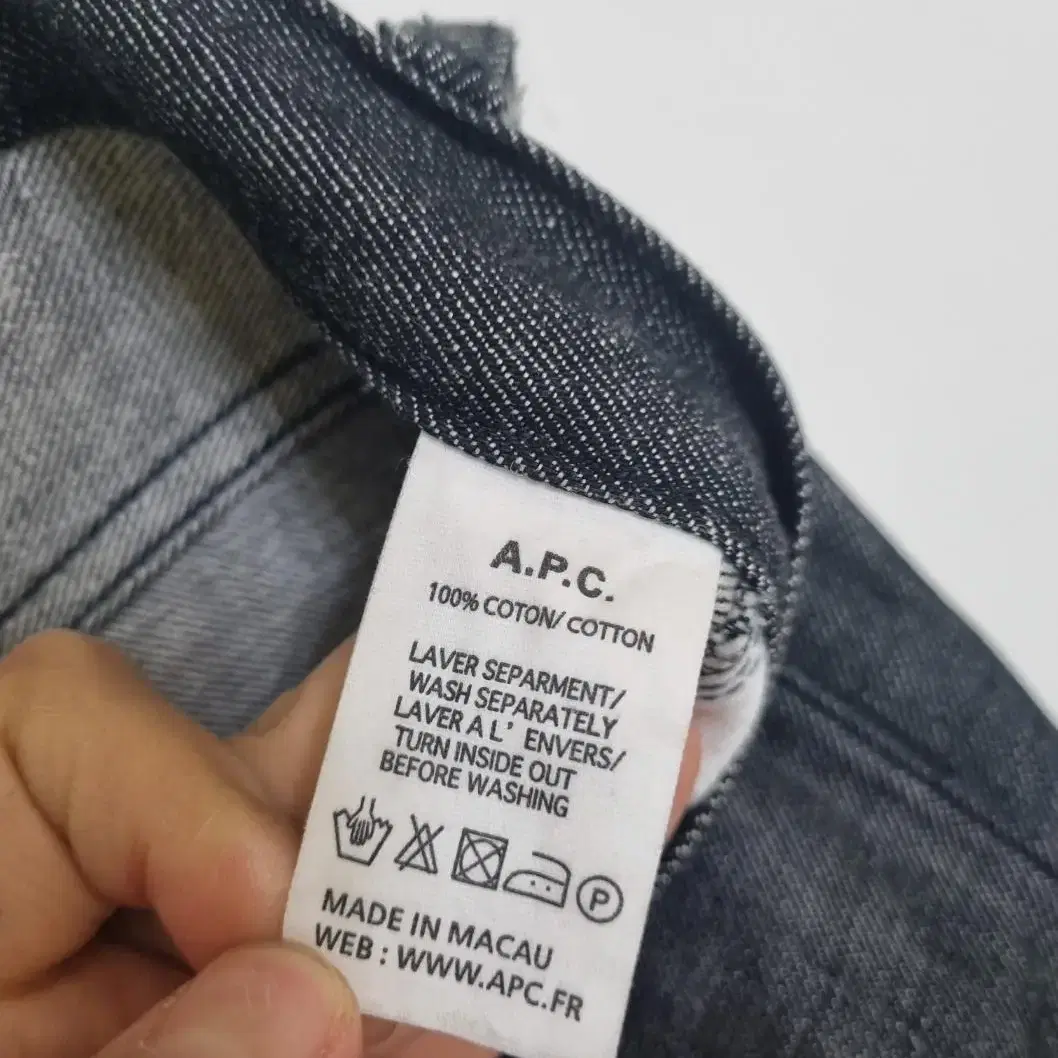 A.P.C.
100% COTON/ COTTON
LAVER SEPARMENT/
WASH SEPARATELY
LAVER A L' ENVERS/
TURN INSIDE OUT
BEFORE WASHING
P
MADE IN MACAU
WEB : WWW.APC.FR